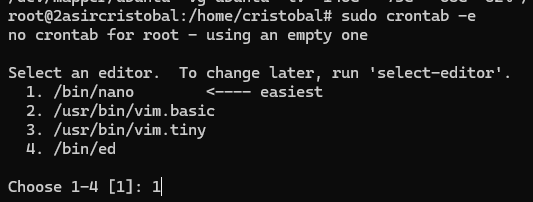 root@2asircristobal:/home/cristobal# sudo crontab -e
no crontab for root - using an empty one
Select an editor.  To change later, run 'select-editor'.
  1. /bin/nano        <---- easiest
  2. /usr/bin/vim.basic
  3. /usr/bin/vim.tiny
  4. /bin/ed
Choose 1-4 [1]: 1